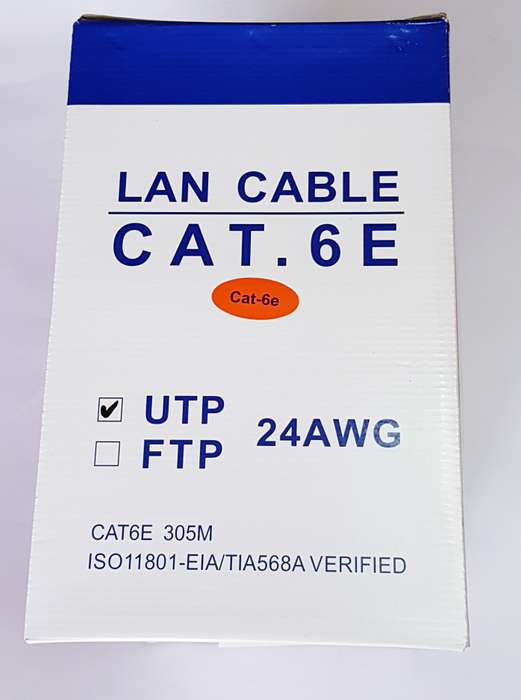 LAN CABLE
CAT.6E
Cat-6e
☑ UTP
☐ FTP
24AWG
CAT6E 305M
ISO11801-EIA/TIA568A VERIFIED